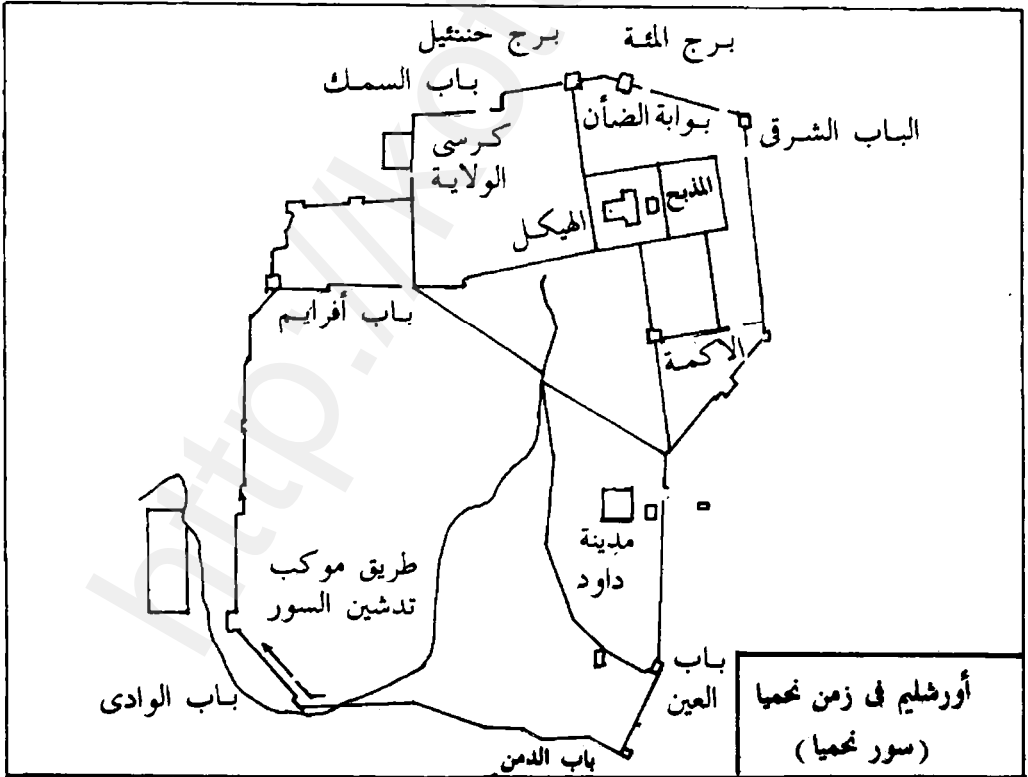 برج حننئيل
برج المئة
باب السمك
بوابة الضأن
الباب الشرقى
كرسى
الولاية
المذبح
الهيكل
باب أفرايم
الاكمة
مدينة
داود
طريق موكب
تدشين السور
باب
العين
باب الوادى
باب الدمن
أورشليم فى زمن نحميا
(سور نحميا)